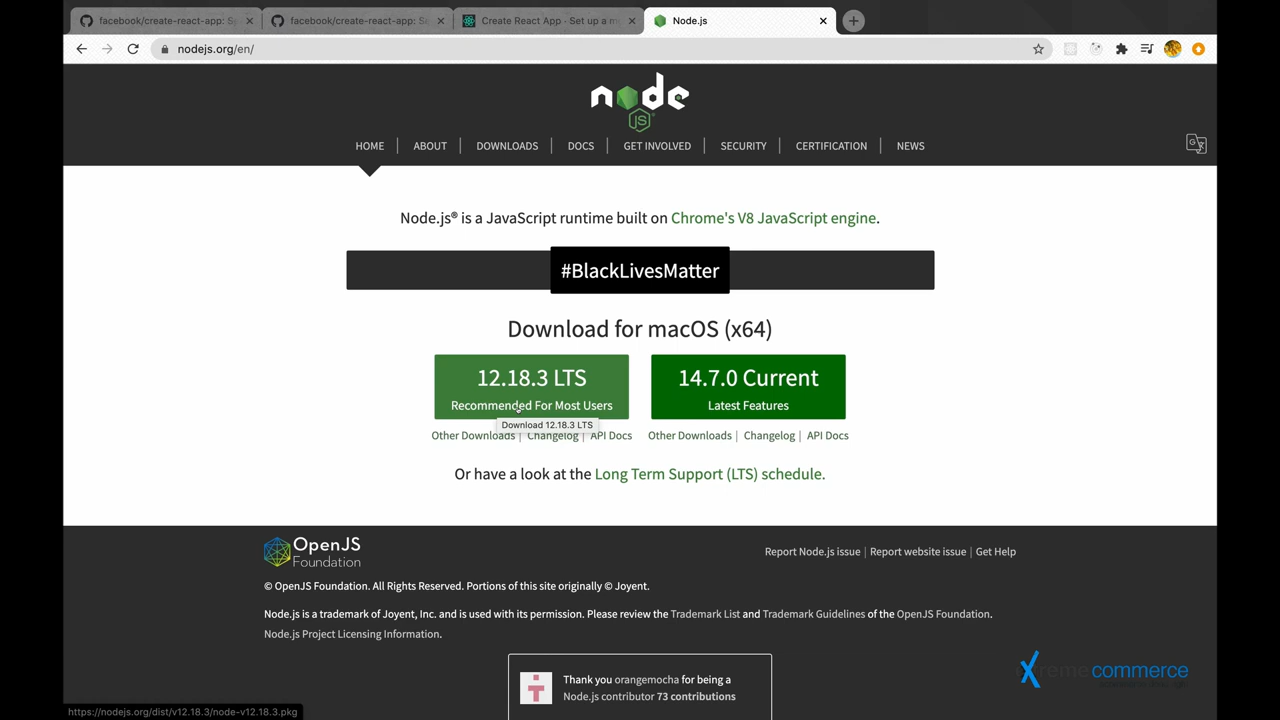 facebook/create-react-app: S
facebook/create-react-app: Se
Create React App · Set up a m
Node.js
nodejs.org/en/
node
JS
HOME
ABOUT
DOWNLOADS
DOCS
GET INVOLVED
SECURITY
CERTIFICATION
NEWS
Node.js® is a JavaScript runtime built on Chrome's V8 JavaScript engine.
#BlackLivesMatter
Download for macOS (x64)
12.18.3 LTS
Recommended For Most Users
14.7.0 Current
Latest Features
Download 12.18.3 LTS
Other Downloads | Changelog | API Docs
Other Downloads | Changelog | API Docs
Or have a look at the Long Term Support (LTS) schedule.
OpenJS
Foundation
Report Node.js issue | Report website issue | Get Help
© OpenJS Foundation. All Rights Reserved. Portions of this site originally © Joyent.
Node.js is a trademark of Joyent, Inc. and is used with its permission. Please review the Trademark List and Trademark Guidelines of the OpenJS Foundation.
Node.js Project Licensing Information.
Thank you orangemocha for being a
Node.js contributor 73 contributions
Xtreme commerce
https://nodejs.org/dist/v12.18.3/node-v12.18.3.pkg